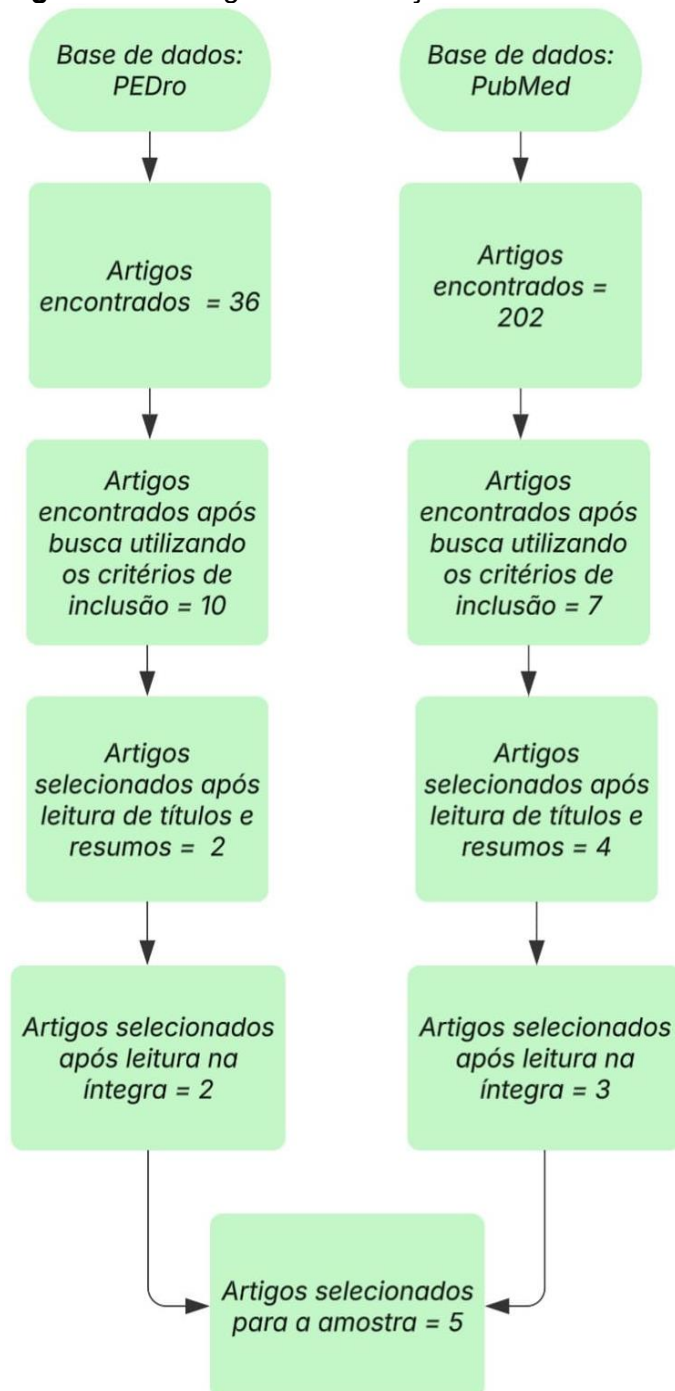 Base de dados:
PEDro
Base de dados:
PubMed
Artigos
encontrados = 36
Artigos
encontrados =
202
Artigos
encontrados após
busca utilizando
os critérios de
inclusão = 10
Artigos
encontrados após
busca utilizando
os critérios de
inclusão = 7
Artigos
selecionados após
leitura de títulos e
resumos = 2
Artigos
selecionados após
leitura de títulos e
resumos = 4
Artigos selecionados
após leitura na
íntegra = 2
Artigos selecionados
após leitura na
íntegra = 3
Artigos selecionados
para a amostra = 5